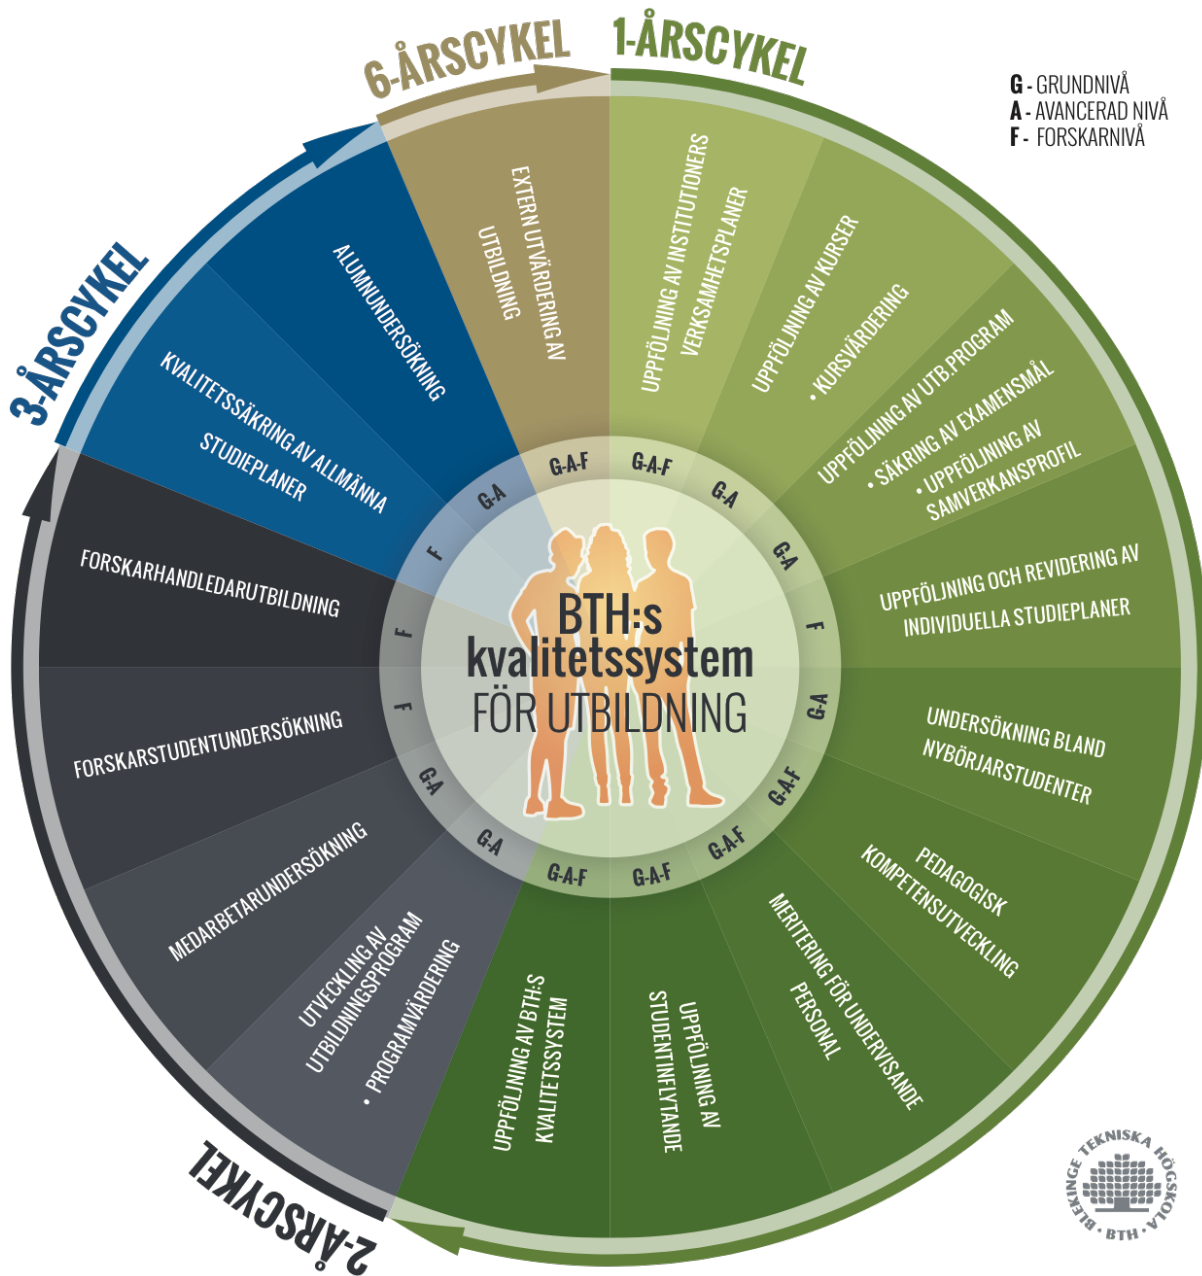 6-ÅRSCYKEL
1-ÅRSCYKEL
G - GRUNDNIVÅ
A - AVANCERAD NIVÅ
F - FORSKARNIVÅ
UPPFÖLJNING AV INSTITUTIONERS
VERKSAMHETSPLANER
G-A-F
UPPFÖLJNING AV KURSER
• KURSVÄRDERING
G-A
UPPFÖLJNING AV UTB.PROGRAM
• SÄKRING AV EXAMENSMÅL
• UPPFÖLJNING AV
SAMVERKANSPROFIL
G-A
UPPFÖLJNING OCH REVIDERING AV
INDIVIDUELLA STUDIEPLANER
F
UNDERSÖKNING BLAND
NYBÖRJARSTUDENTER
G-A
PEDAGOGISK
KOMPETENSUTVECKLING
G-A-F
MERITERING FÖR UNDERVISANDE
PERSONAL
G-A-F
UPPFÖLJNING AV
STUDENTINFLYTANDE
G-A-F
UPPFÖLJNING AV BTH:S
KVALITETSSYSTEM
G-A-F
2-ÅRSCYKEL
UTVECKLING AV
UTBILDNINGSPROGRAM
• PROGRAMVÄRDERING
G-A
MEDARBETARUNDERSÖKNING
G-A
FORSKARSTUDENTUNDERSÖKNING
F
FORSKARHANDLEDARUTBILDNING
F
3-ÅRSCYKEL
KVALITETSSÄKRING AV ALLMÄNNA
STUDIEPLANER
F
ALUMNUNDERSÖKNING
G-A
EXTERN UTVÄRDERING AV
UTBILDNING
G-A-F
BTH:s
kvalitetssystem
FÖR UTBILDNING
BLEKINGE TEKNISKA HÖGSKOLA
· BTH ·